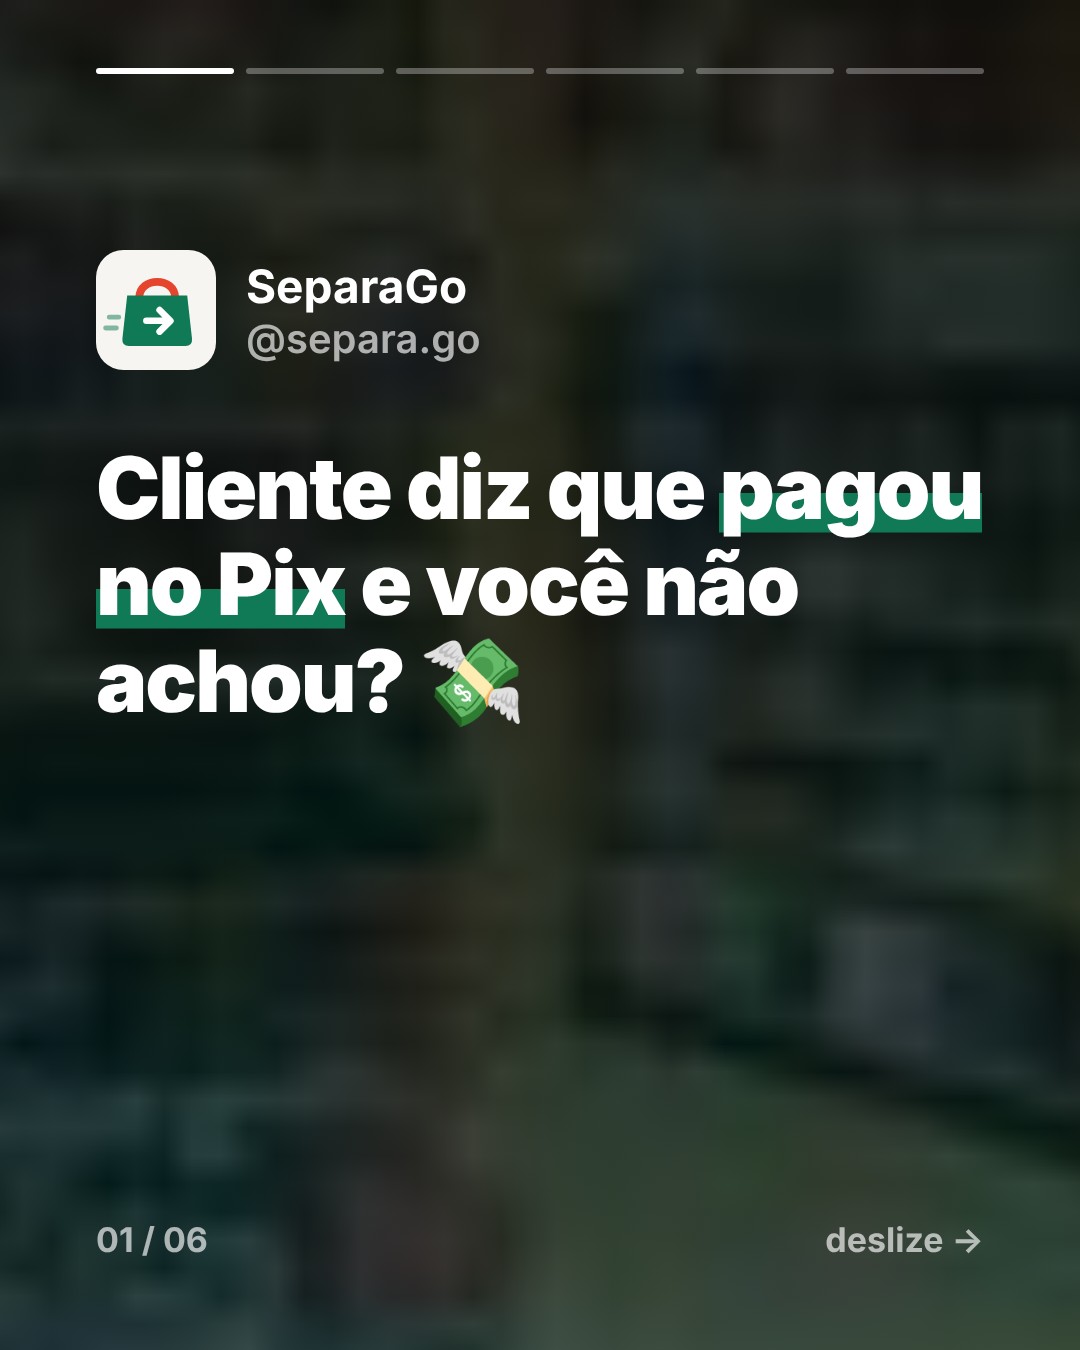 SeparaGo
@separa.go
Cliente diz que pagou
no Pix e você não
achou? 💸
01 / 06
deslize →